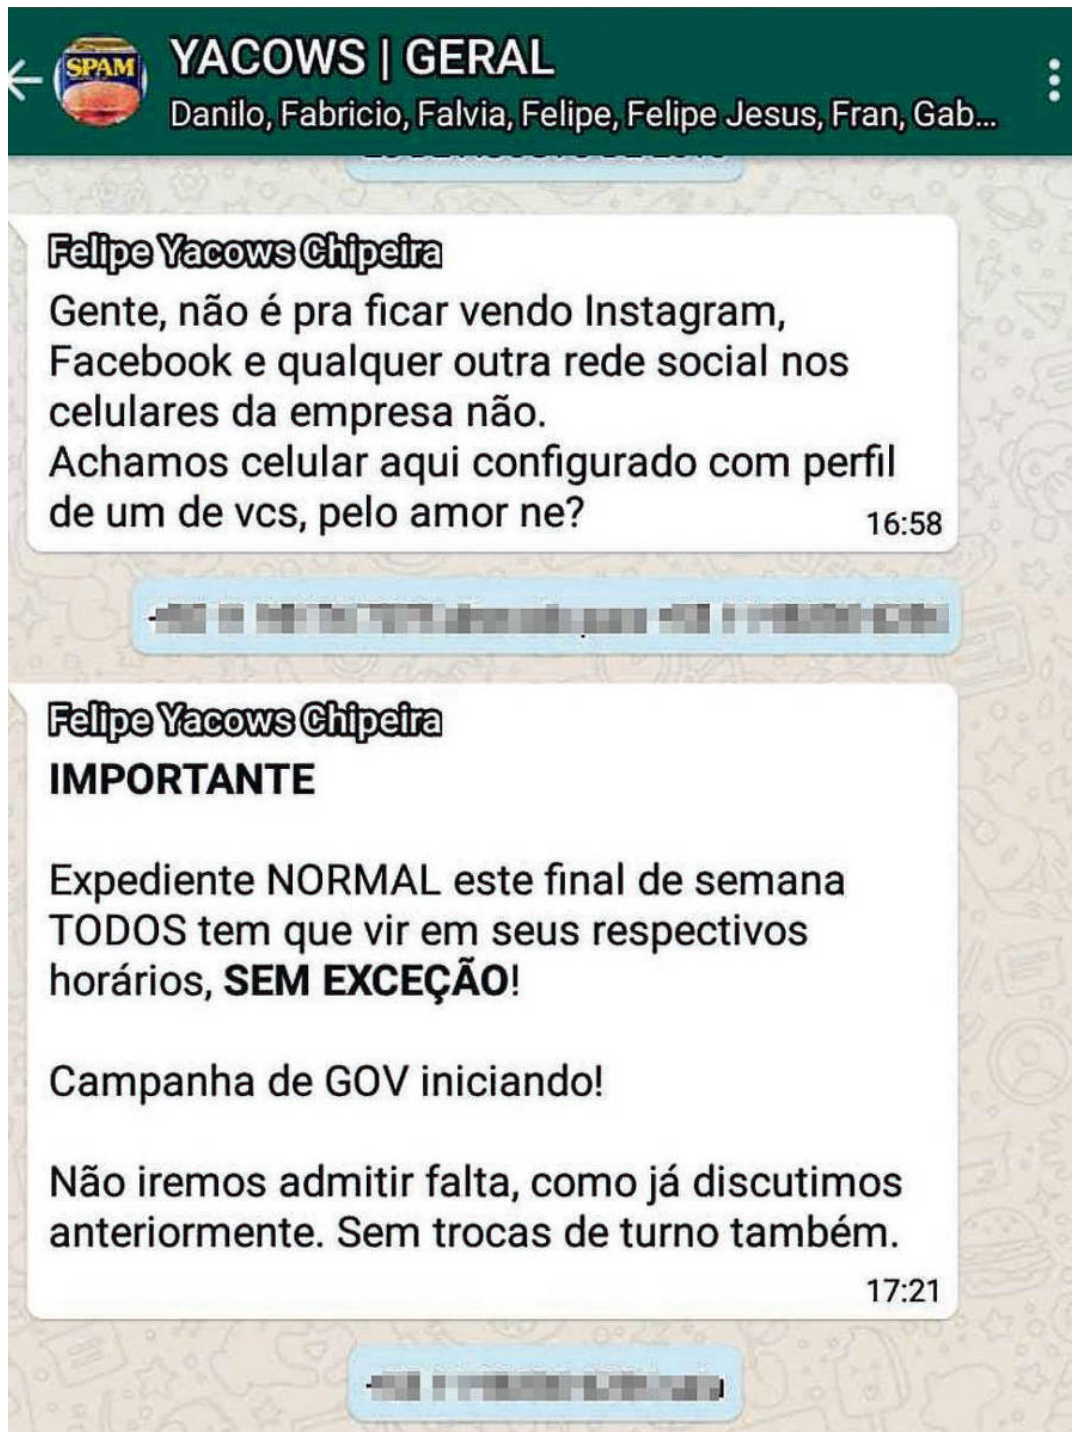 SPAM
YACOWS | GERAL
Danilo, Fabricio, Falvia, Felipe, Felipe Jesus, Fran, Gab...
Felipe Yacows Chipeira
Gente, não é pra ficar vendo Instagram,
Facebook e qualquer outra rede social nos
celulares da empresa não.
Achamos celular aqui configurado com perfil
de um de vcs, pelo amor ne?
16:58
Felipe Yacows Chipeira
IMPORTANTE
Expediente NORMAL este final de semana
TODOS tem que vir em seus respectivos
horários, SEM EXCEÇÃO!
Campanha de GOV iniciando!
Não iremos admitir falta, como já discutimos
anteriormente. Sem trocas de turno também.
17:21